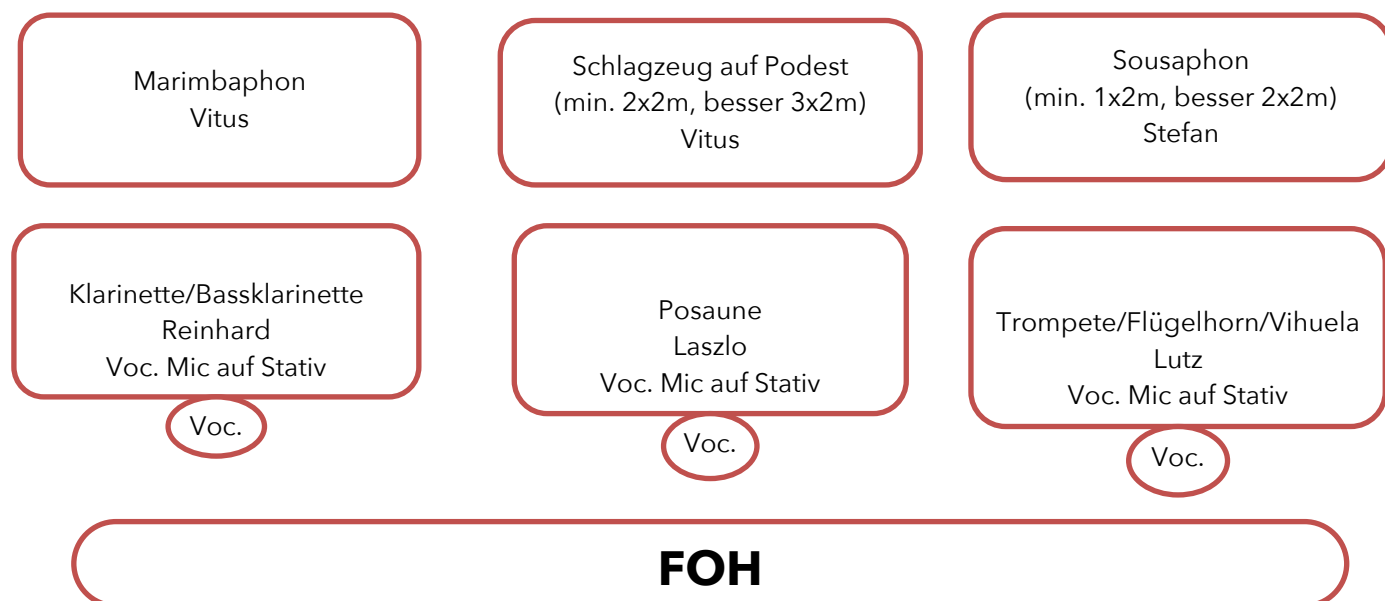 Marimbaphon
Vitus
Schlagzeug auf Podest
(min. 2x2m, besser 3x2m)
Vitus
Sousaphon
(min. 1x2m, besser 2x2m)
Stefan
Klarinette/Bassklarinette
Reinhard
Voc. Mic auf Stativ
Voc.
Posaune
Laszlo
Voc. Mic auf Stativ
Voc.
Trompete/Flügelhorn/Vihuela
Lutz
Voc. Mic auf Stativ
Voc.
FOH